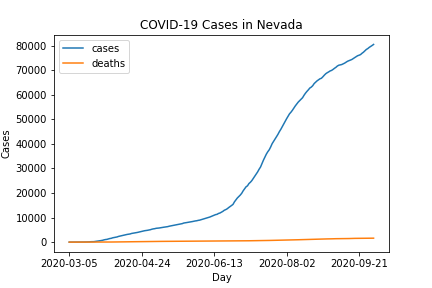 COVID-19 Cases in Nevada
cases
deaths
80000
70000
60000
50000
40000
30000
20000
10000
0
Cases
2020-03-05 2020-04-24 2020-06-13 2020-08-02 2020-09-21
Day